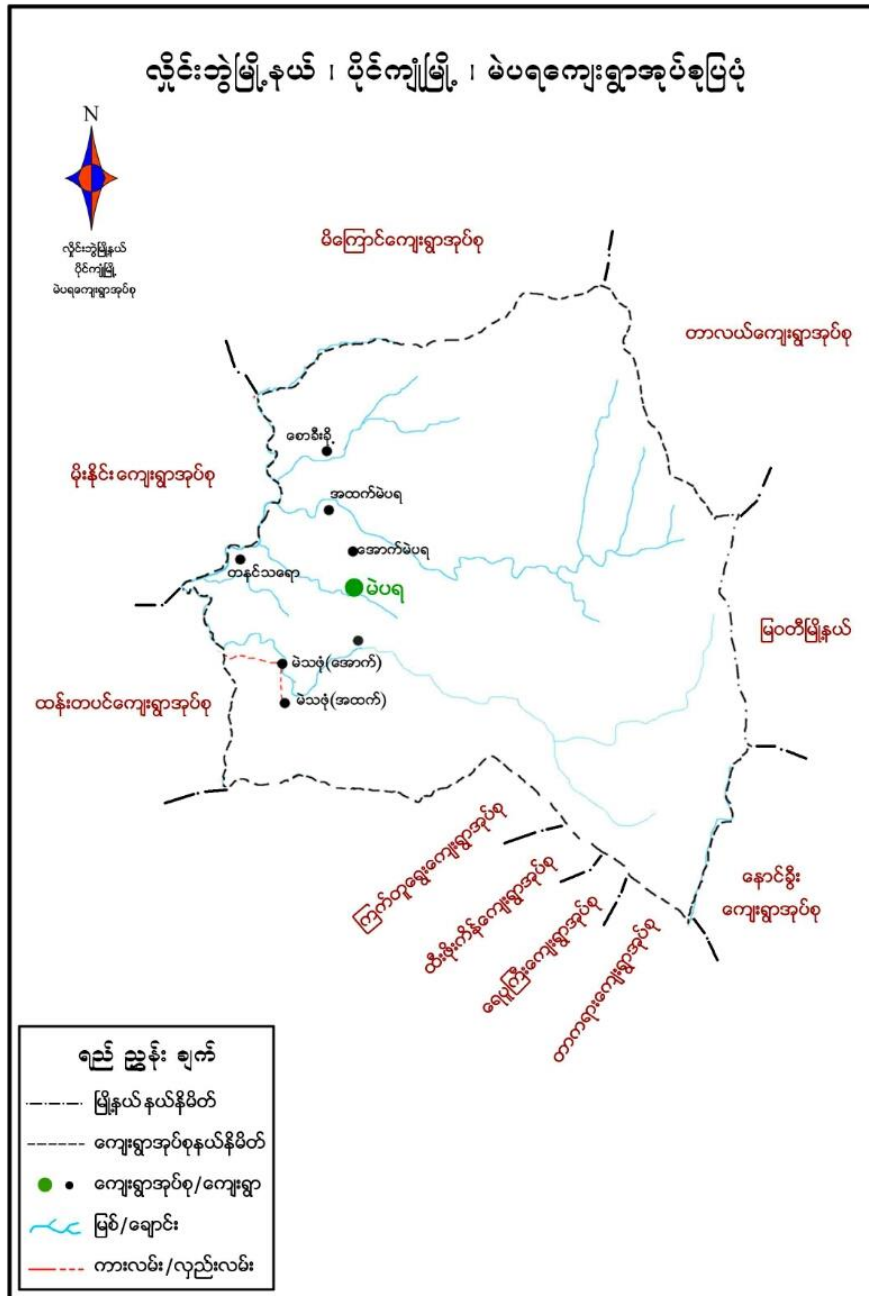 လှိုင်းဘွဲမြို့နယ် ၊ ပိုင်ကျုံမြို့ ၊ မဲပရကျေးရွာအုပ်စုပြပုံ
N
လှိုင်းဘွဲမြို့နယ်
ပိုင်ကျုံမြို့
မဲပရကျေးရွာအုပ်စု
မိကြောင်ကျေးရွာအုပ်စု
တာလယ်ကျေးရွာအုပ်စု
စောခီးခို့
မိုးနိုင်းကျေးရွာအုပ်စု
အထက်မဲပရ
အောက်မဲပရ
တနင်သရော
မဲပရ
မြဝတီမြို့နယ်
မဲသဖုံ(အောက်)
ထန်းတပင်ကျေးရွာအုပ်စု
မဲသဖုံ(အထက်)
ကြက်တူရွေးကျေးရွာအုပ်စု
ထီးဖိုးကိန်ကျေးရွာအုပ်စု
ရေပူကြီးကျေးရွာအုပ်စု
တာကရားကျေးရွာအုပ်စု
နောင်ခွီး
ကျေးရွာအုပ်စု
ရည် ညွှန်း ချက်
မြို့နယ်နယ်နိမိတ်
ကျေးရွာအုပ်စုနယ်နိမိတ်
ကျေးရွာအုပ်စု/ကျေးရွာ
မြစ်/ချောင်း
ကားလမ်း/လှည်းလမ်း